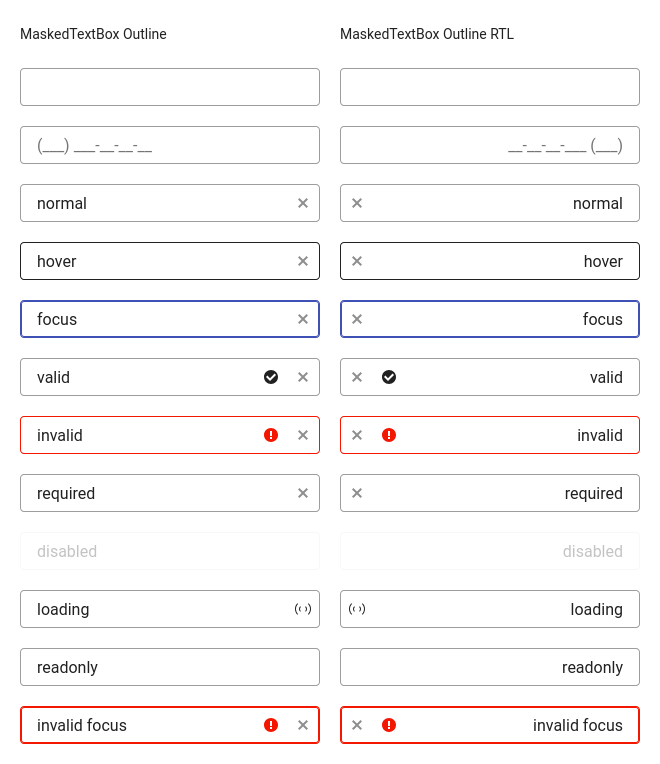 MaskedTextBox Outline
MaskedTextBox Outline RTL
(___) ___-__-__-__
__-__-__-___ (___)
normal
normal
hover
hover
focus
focus
valid
valid
invalid
invalid
required
required
disabled
disabled
loading
loading
readonly
readonly
invalid focus
invalid focus